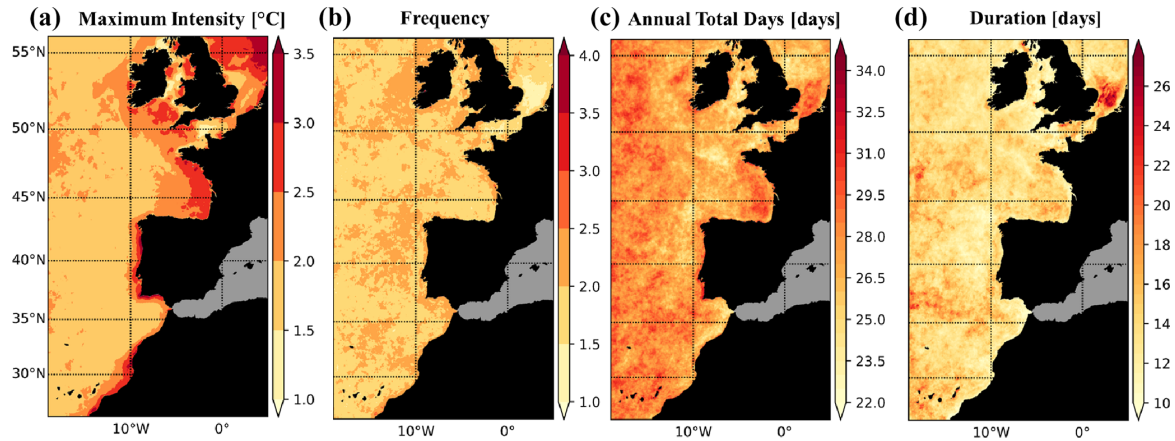 (a) Maximum Intensity [°C]
(b) Frequency
(c) Annual Total Days [days]
(d) Duration [days]
55°N
50°N
45°N
40°N
35°N
30°N
10°W 0°
3.5
3.0
2.5
2.0
1.5
1.0
10°W 0°
4.0
3.5
3.0
2.5
2.0
1.5
1.0
10°W 0°
34.0
32.5
31.0
29.5
28.0
26.5
25.0
23.5
22.0
10°W 0°
26
24
22
20
18
16
14
12
10